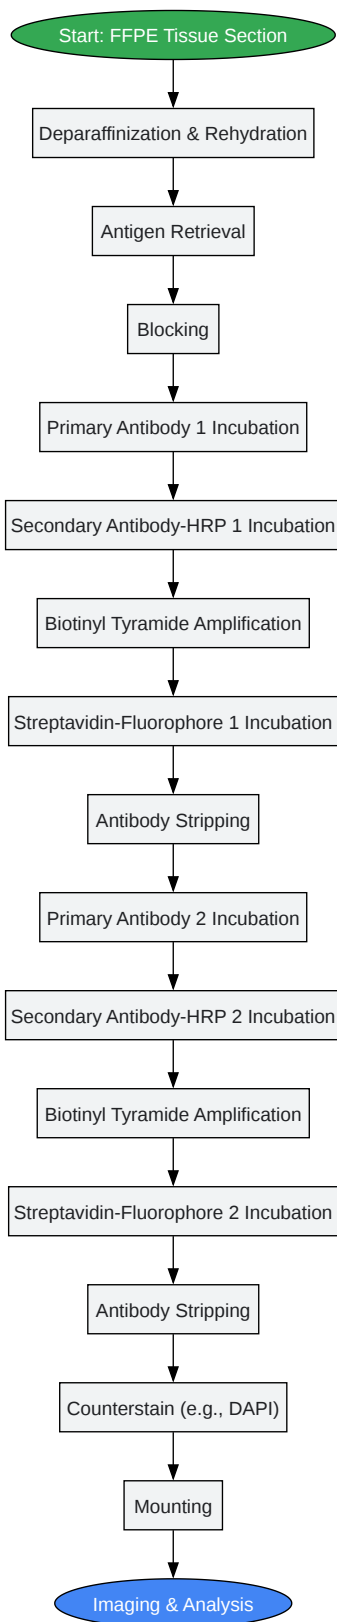 Start: FFPE Tissue Section
Deparaffinization & Rehydration
Antigen Retrieval
Blocking
Primary Antibody 1 Incubation
Secondary Antibody-HRP 1 Incubation
Biotinyl Tyramide Amplification
Streptavidin-Fluorophore 1 Incubation
Antibody Stripping
Primary Antibody 2 Incubation
Secondary Antibody-HRP 2 Incubation
Biotinyl Tyramide Amplification
Streptavidin-Fluorophore 2 Incubation
Antibody Stripping
Counterstain (e.g., DAPI)
Mounting
Imaging & Analysis